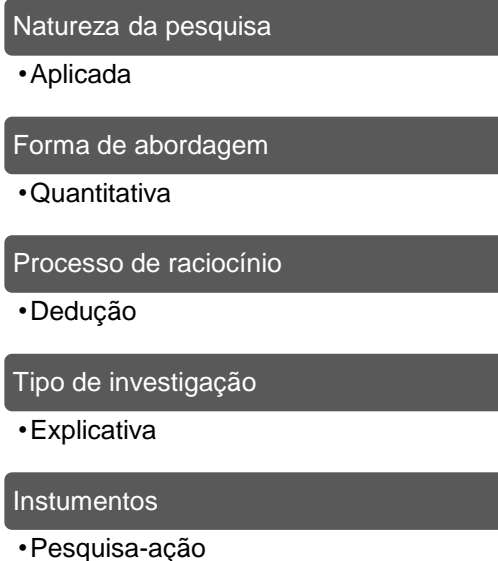 Natureza da pesquisa
•Aplicada
Forma de abordagem
•Quantitativa
Processo de raciocínio
•Dedução
Tipo de investigação
•Explicativa
Instumentos
•Pesquisa-ação